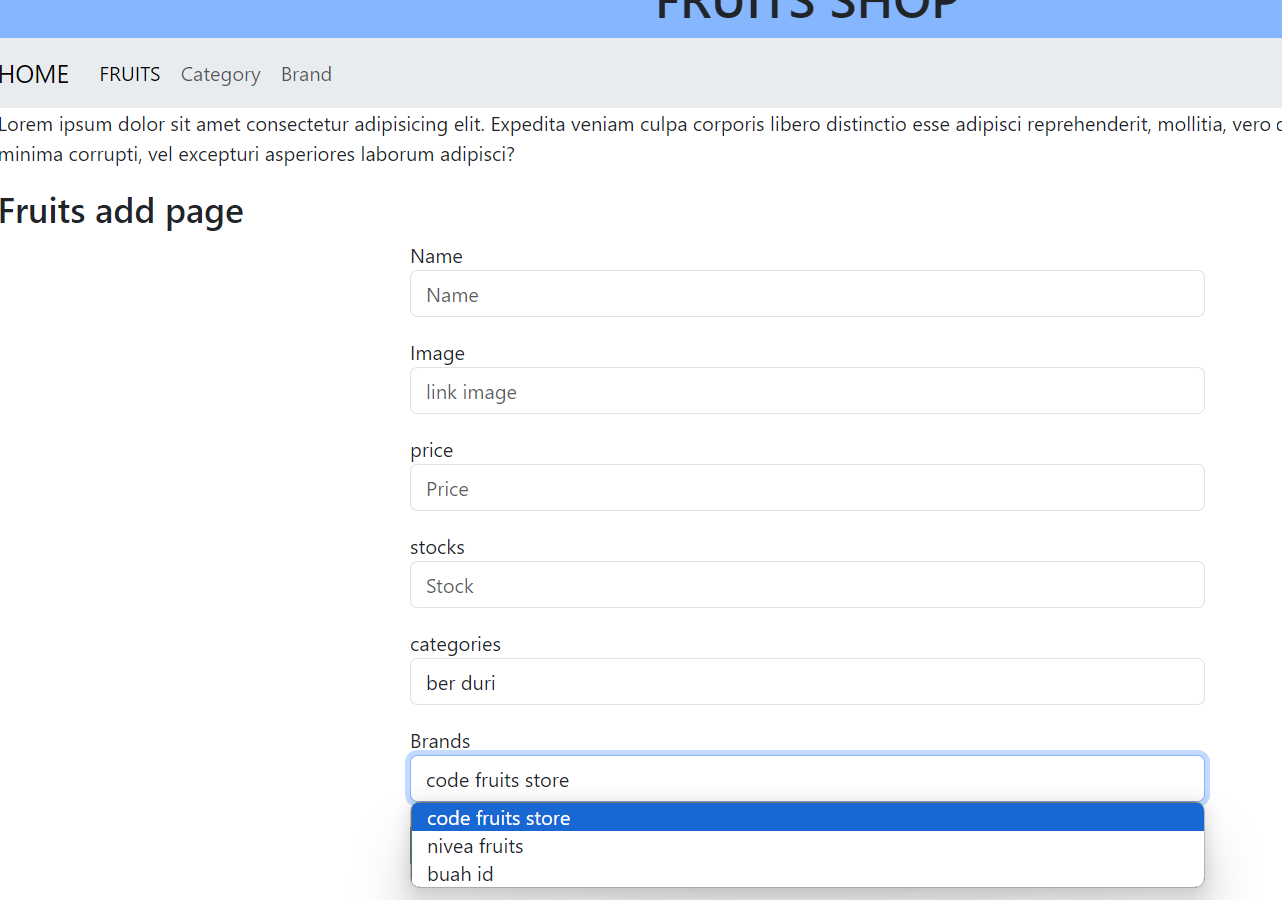 FRUITS SHOP
HOME FRUITS Category Brand
Lorem ipsum dolor sit amet consectetur adipisicing elit. Expedita veniam culpa corporis libero distinctio esse adipisci reprehenderit, mollitia, vero
minima corrupti, vel excepturi asperiores laborum adipisci?
Fruits add page
Name
Name
Image
link image
price
Price
stocks
Stock
categories
ber duri
Brands
code fruits store
code fruits store
nivea fruits
buah id